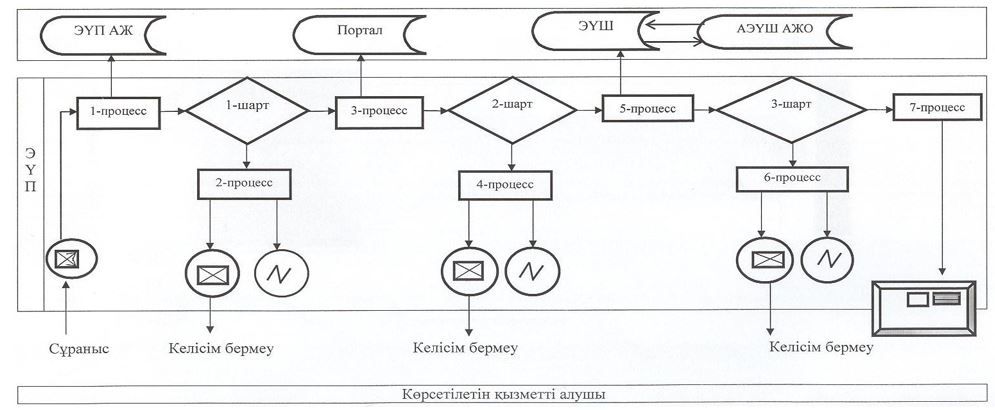 ЭҮП АЖ
Портал
ЭҮШ
АЭҮШ АЖО
1-процесс
1-шарт
3-процесс
2-шарт
5-процесс
3-шарт
7-процесс
Э
Ү
П
2-процесс
4-процесс
6-процесс
Сұраныс
Келісім бермеу
Келісім бермеу
Келісім бермеу
Көрсетілетін қызметті алушы